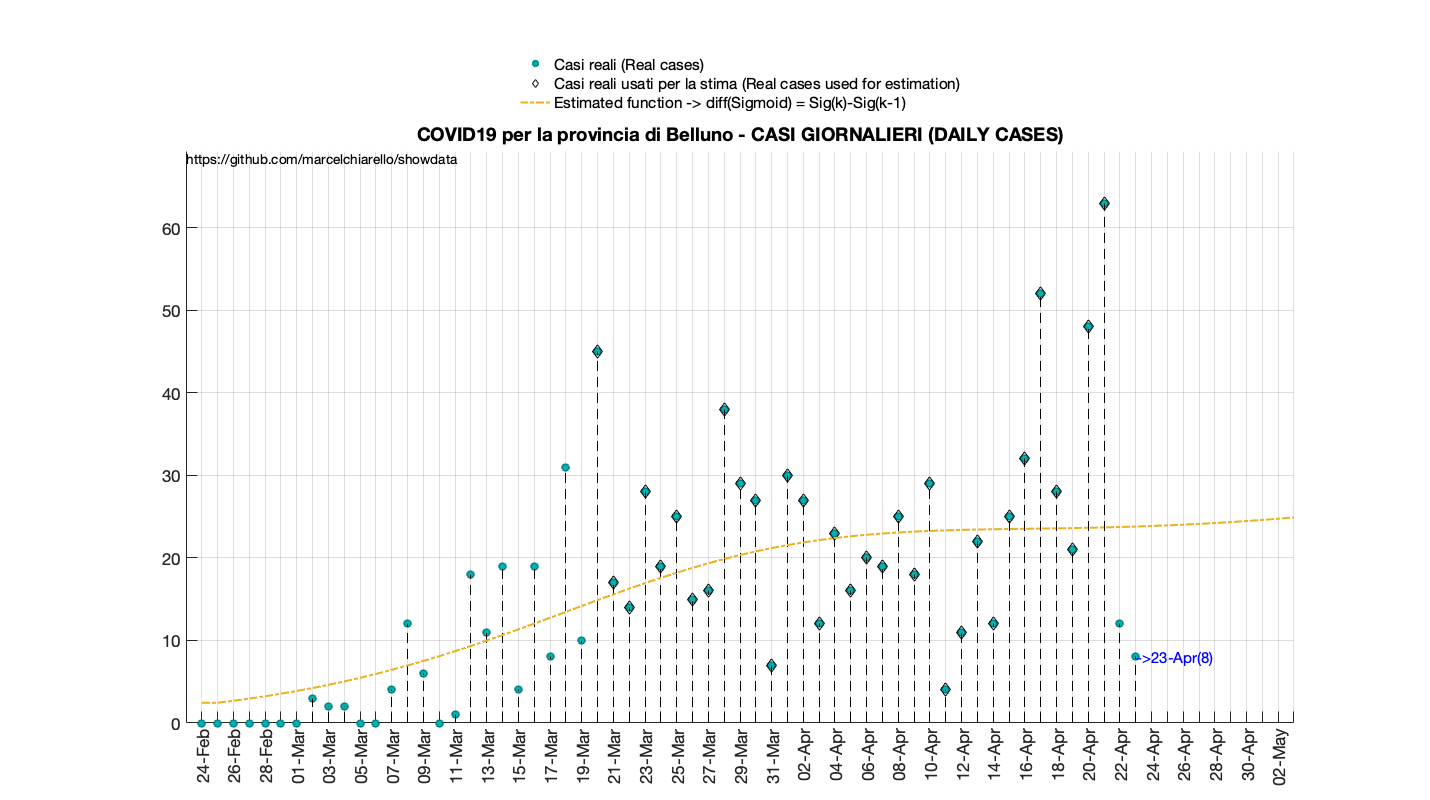 Casi reali (Real cases)
Casi reali usati per la stima (Real cases used for estimation)
Estimated function -> diff(Sigmoid) = Sig(k)-Sig(k-1)
COVID19 per la provincia di Belluno - CASI GIORNALIERI (DAILY CASES)
https://github.com/marcelchiarello/showdata
60
50
40
30
20
10
0
->23-Apr(8)
24-Feb
26-Feb
28-Feb
01-Mar
03-Mar
05-Mar
07-Mar
09-Mar
11-Mar
13-Mar
15-Mar
17-Mar
19-Mar
21-Mar
23-Mar
25-Mar
27-Mar
29-Mar
31-Mar
02-Apr
04-Apr
06-Apr
08-Apr
10-Apr
12-Apr
14-Apr
16-Apr
18-Apr
20-Apr
22-Apr
24-Apr
26-Apr
28-Apr
30-Apr
02-May